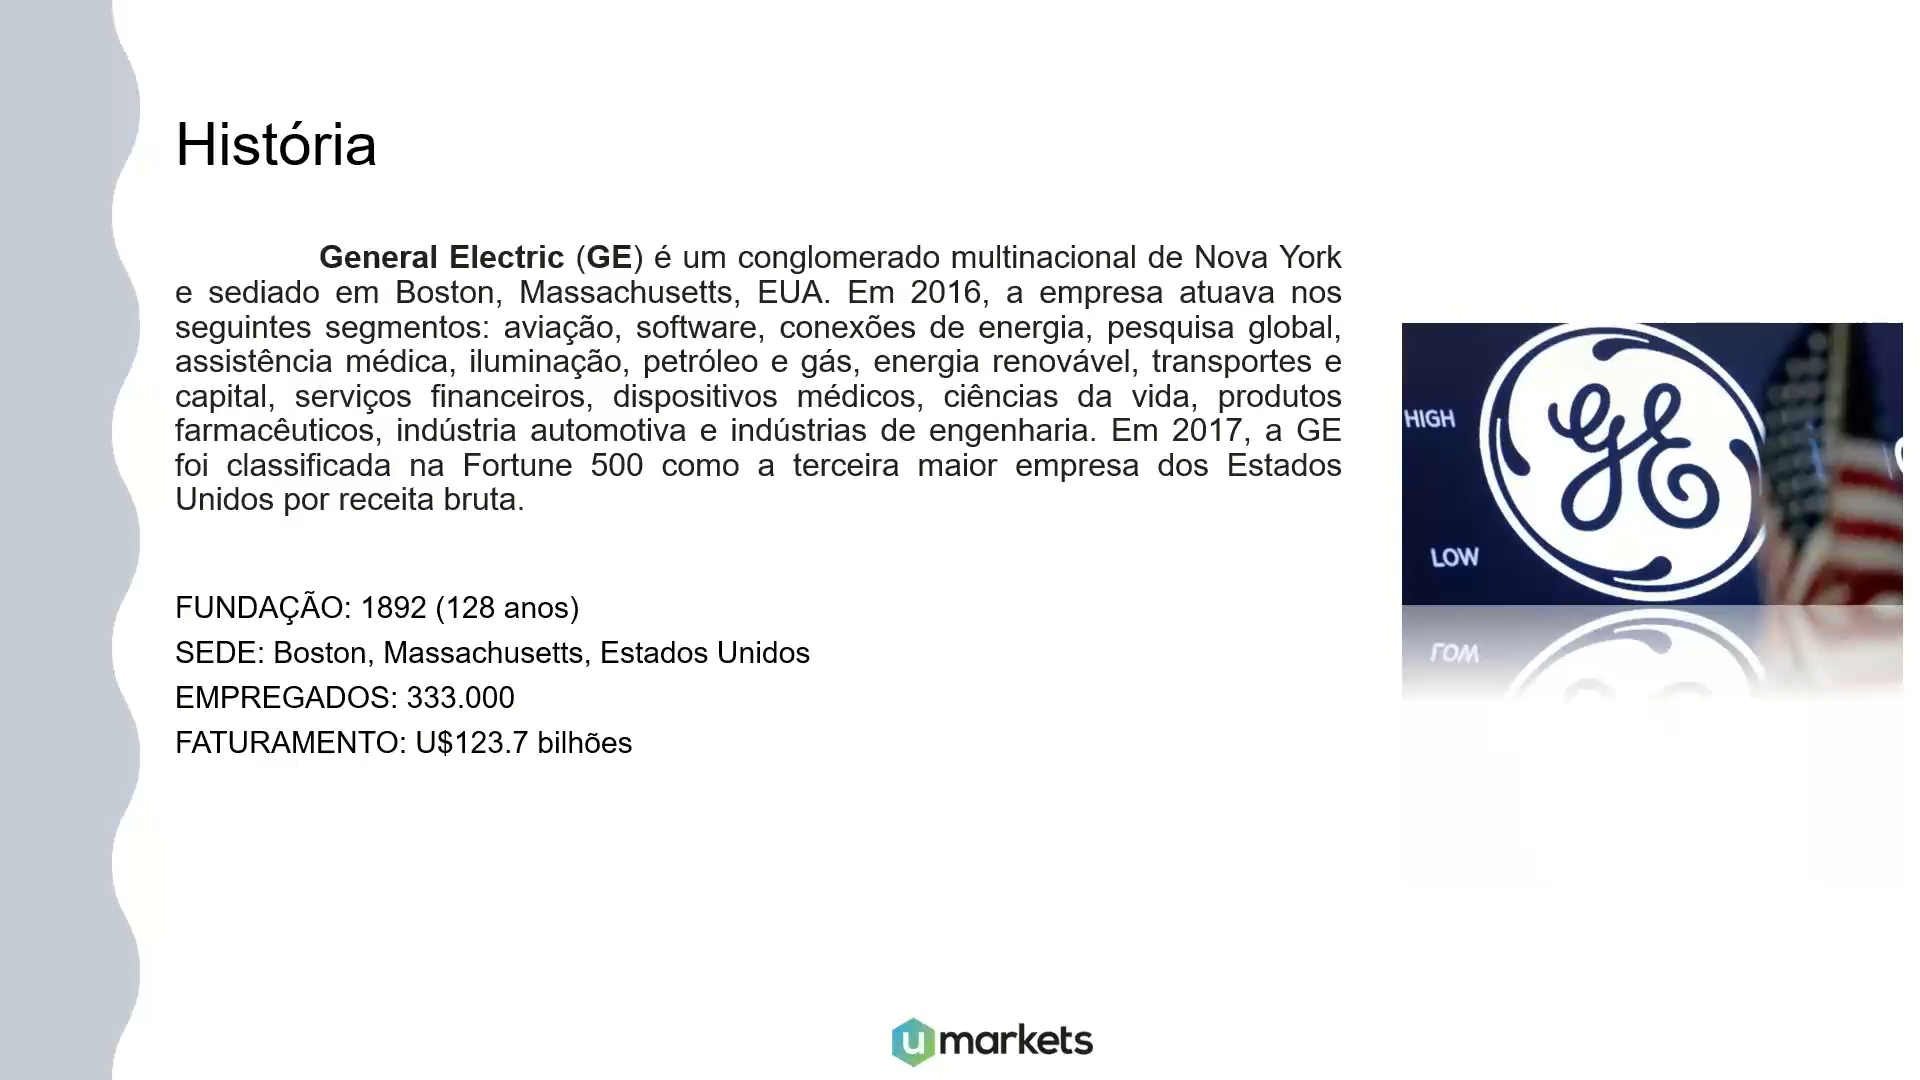 História
General Electric (GE) é um conglomerado multinacional de Nova York
e sediado em Boston, Massachusetts, EUA. Em 2016, a empresa atuava nos
seguintes segmentos: aviação, software, conexões de energia, pesquisa global,
assistência médica, iluminação, petróleo e gás, energia renovável, transportes e
capital, serviços financeiros, dispositivos médicos, ciências da vida, produtos
farmacêuticos, indústria automotiva e indústrias de engenharia. Em 2017, a GE
foi classificada na Fortune 500 como a terceira maior empresa dos Estados
Unidos por receita bruta.
HIGH
GE
LOW
FUNDAÇÃO: 1892 (128 anos)
SEDE: Boston, Massachusetts, Estados Unidos
EMPREGADOS: 333.000
FATURAMENTO: U$123.7 bilhões
umarkets